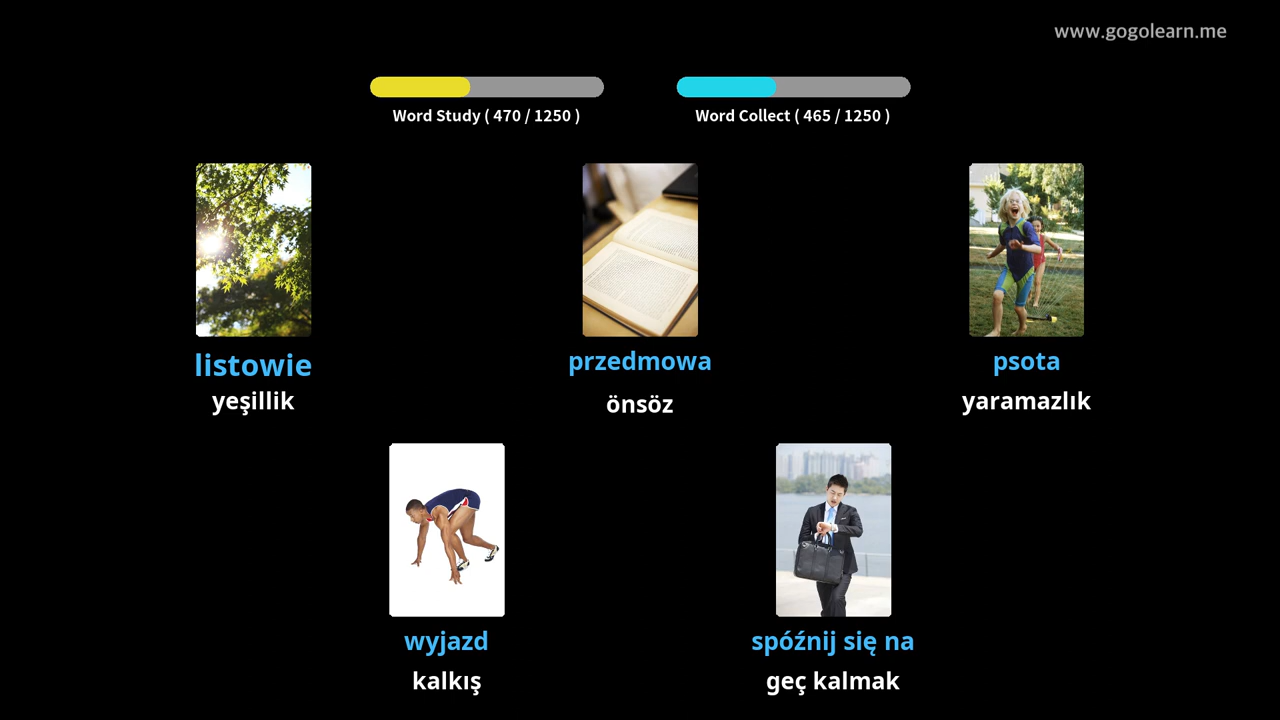 www.gogolearn.me
Word Study ( 470 / 1250 )
Word Collect ( 465 / 1250 )
listowie
yeşillik
przedmowa
önsöz
psota
yaramazlık
wyjazd
kalkış
spóźnij się na
geç kalmak